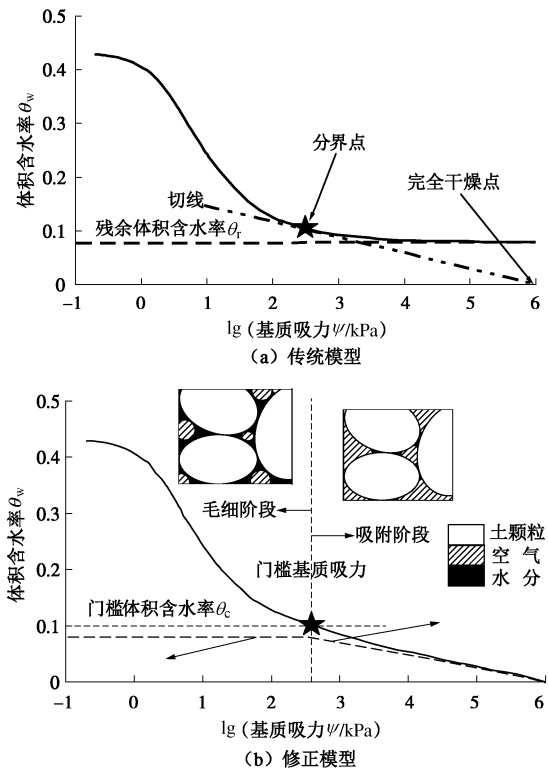 0.5
0.4
0.3
0.2
0.1
0
体积含水率θw
分界点
完全干燥点
切线
残余体积含水率θr
-1 0 1 2 3 4 5 6
lg(基质吸力ψ/kPa)
(a) 传统模型
0.5
0.4
0.3
0.2
0.1
0
体积含水率θw
毛细阶段
吸附阶段
土颗粒
空 气
水 分
门槛基质吸力
门槛体积含水率θc
-1 0 1 2 3 4 5 6
lg(基质吸力ψ/kPa)
(b) 修正模型